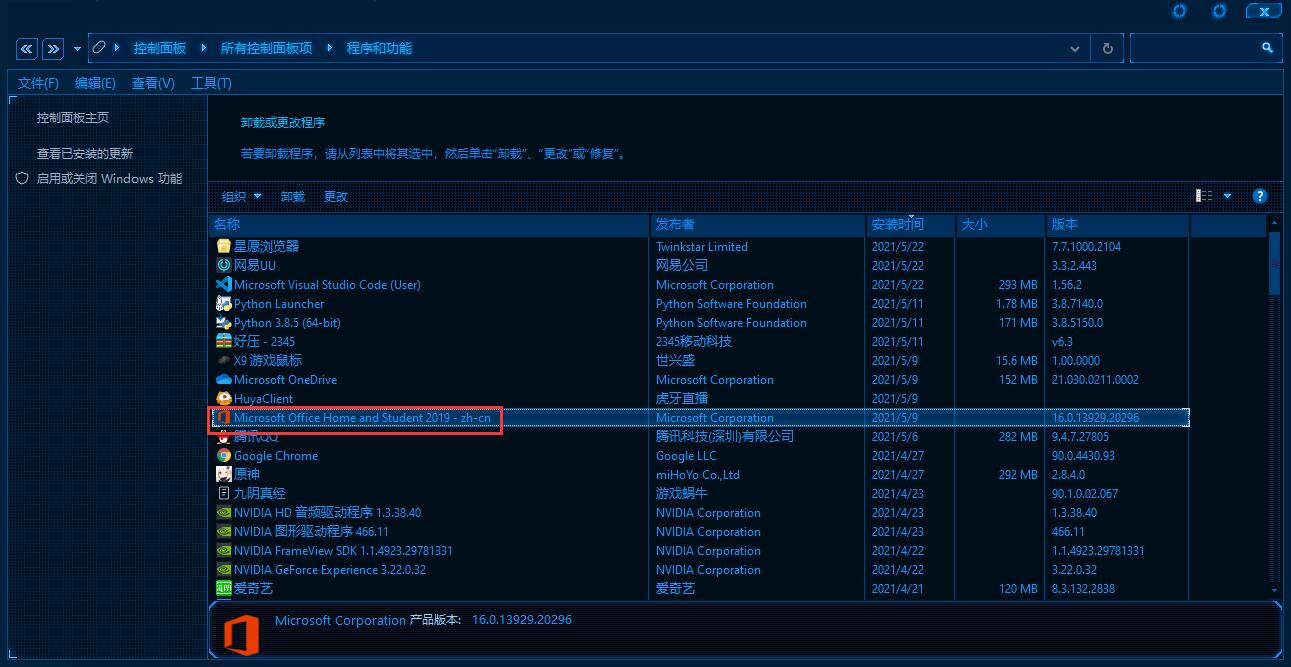 控制面板 所有控制面板项 程序和功能
文件(F) 编辑(E) 查看(V) 工具(T)
控制面板主页
查看已安装的更新
启用或关闭 Windows 功能
卸载或更改程序
若要卸载程序，请从列表中将其选中，然后单击“卸载”、“更改”或“修复”。
组织 卸载 更改
名称 发布者 安装时间 大小 版本
星愿浏览器 Twinkstar Limited 2021/5/22 7.7.1000.2104
网易UU 网易公司 2021/5/22 3.3.2.443
Microsoft Visual Studio Code (User) Microsoft Corporation 2021/5/22 293 MB 1.56.2
Python Launcher Python Software Foundation 2021/5/11 1.78 MB 3.8.7140.0
Python 3.8.5 (64-bit) Python Software Foundation 2021/5/11 171 MB 3.8.5150.0
好压 - 2345 2345移动科技 2021/5/11 v6.3
X9 游戏鼠标 世兴盛 2021/5/9 15.6 MB 1.00.0000
Microsoft OneDrive Microsoft Corporation 2021/5/9 152 MB 21.030.0211.0002
HuyaClient 虎牙直播 2021/5/9
Microsoft Office Home and Student 2019 - zh-cn Microsoft Corporation 2021/5/9 16.0.13929.20296
腾讯QQ 腾讯科技(深圳)有限公司 2021/5/6 282 MB 9.4.7.27805
Google Chrome Google LLC 2021/4/27 90.0.4430.93
原神 miHoYo Co.,Ltd 2021/4/27 292 MB 2.8.4.0
九阴真经 游戏蜗牛 2021/4/23 90.1.0.02.067
NVIDIA HD 音频驱动程序 1.3.38.40 NVIDIA Corporation 2021/4/23 1.3.38.40
NVIDIA 图形驱动程序 466.11 NVIDIA Corporation 2021/4/23 466.11
NVIDIA FrameView SDK 1.1.4923.29781331 NVIDIA Corporation 2021/4/22 1.1.4923.29781331
NVIDIA GeForce Experience 3.22.0.32 NVIDIA Corporation 2021/4/22 3.22.0.32
爱奇艺 爱奇艺 2021/4/21 120 MB 8.3.132.2838
Microsoft Corporation 产品版本: 16.0.13929.20296